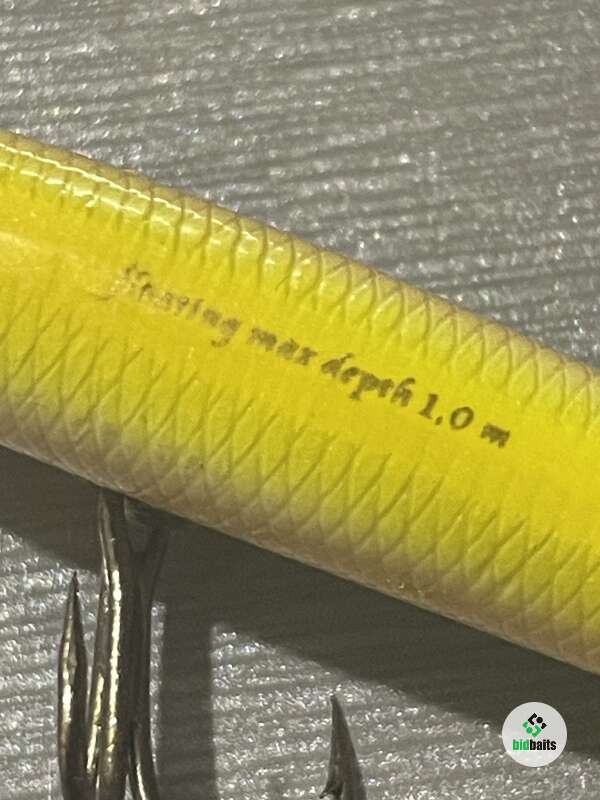 floating max depth 1,0 m
bidbaits